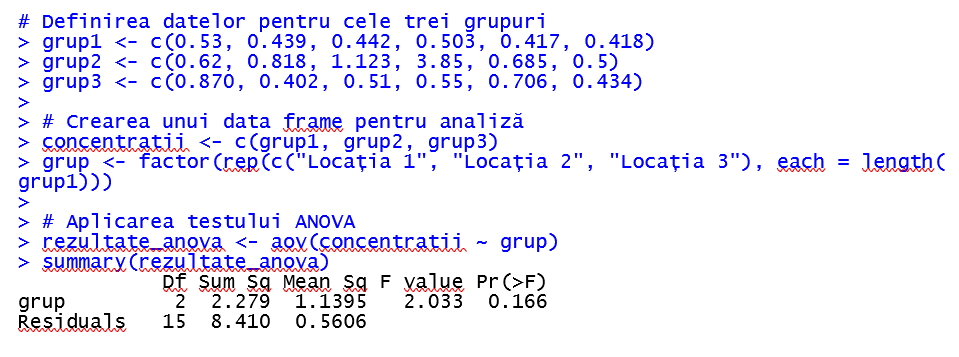 # Definirea datelor pentru cele trei grupuri
> grup1 <- c(0.53, 0.439, 0.442, 0.503, 0.417, 0.418)
> grup2 <- c(0.62, 0.818, 1.123, 3.85, 0.685, 0.5)
> grup3 <- c(0.870, 0.402, 0.51, 0.55, 0.706, 0.434)
>
> # Crearea unui data frame pentru analiză
> concentratii <- c(grup1, grup2, grup3)
> grup <- factor(rep(c("Locația 1", "Locația 2", "Locația 3"), each = length(
grup1)))
>
> # Aplicarea testului ANOVA
> rezultate_anova <- aov(concentratii ~ grup)
> summary(rezultate_anova)
            Df Sum Sq Mean Sq F value Pr(>F)
grup         2  2.279  1.1395   2.033  0.166
Residuals   15  8.410  0.5606